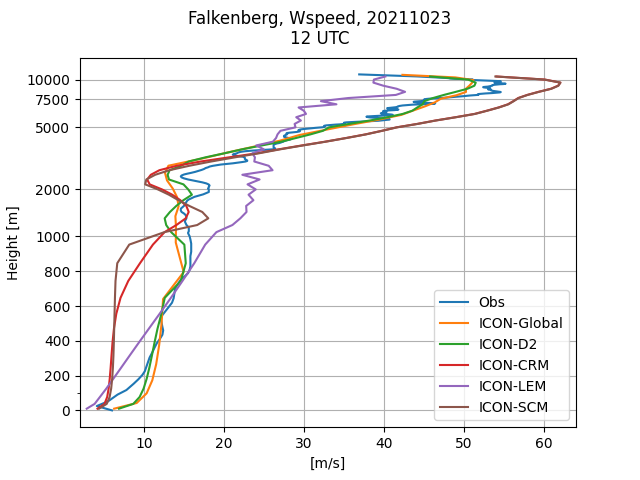 Falkenberg, Wspeed, 20211023
12 UTC
Height [m]
10000
7500
5000
2000
1000
800
600
400
200
0
10
20
30
40
50
60
[m/s]
Obs
ICON-Global
ICON-D2
ICON-CRM
ICON-LEM
ICON-SCM